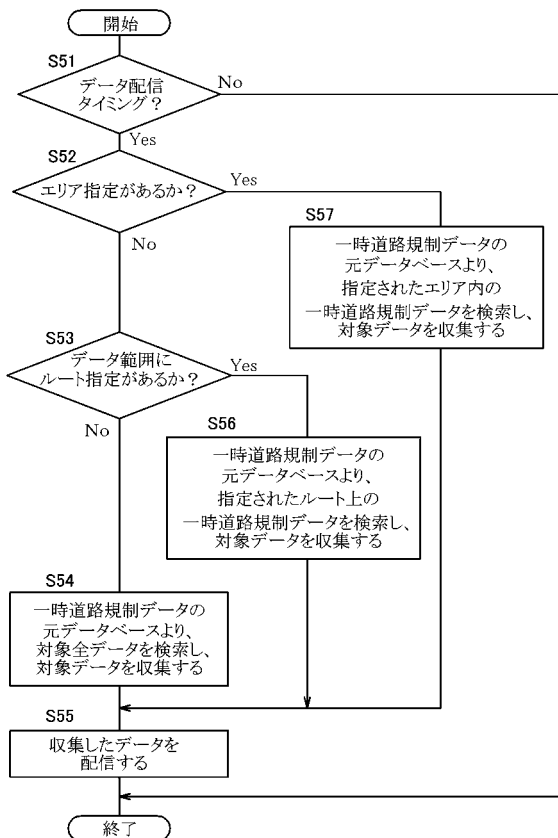 開始
S51
データ配信
タイミング?
No
Yes
S52
エリア指定があるか?
Yes
No
S57
一時道路規制データの
元データベースより、
指定されたエリア内の
一時道路規制データを検索し、
対象データを収集する
S53
データ範囲に
ルート指定があるか?
Yes
No
S56
一時道路規制データの
元データベースより、
指定されたルート上の
一時道路規制データを検索し、
対象データを収集する
S54
一時道路規制データの
元データベースより、
対象全データを検索し、
対象データを収集する
S55
収集したデータを
配信する
終了